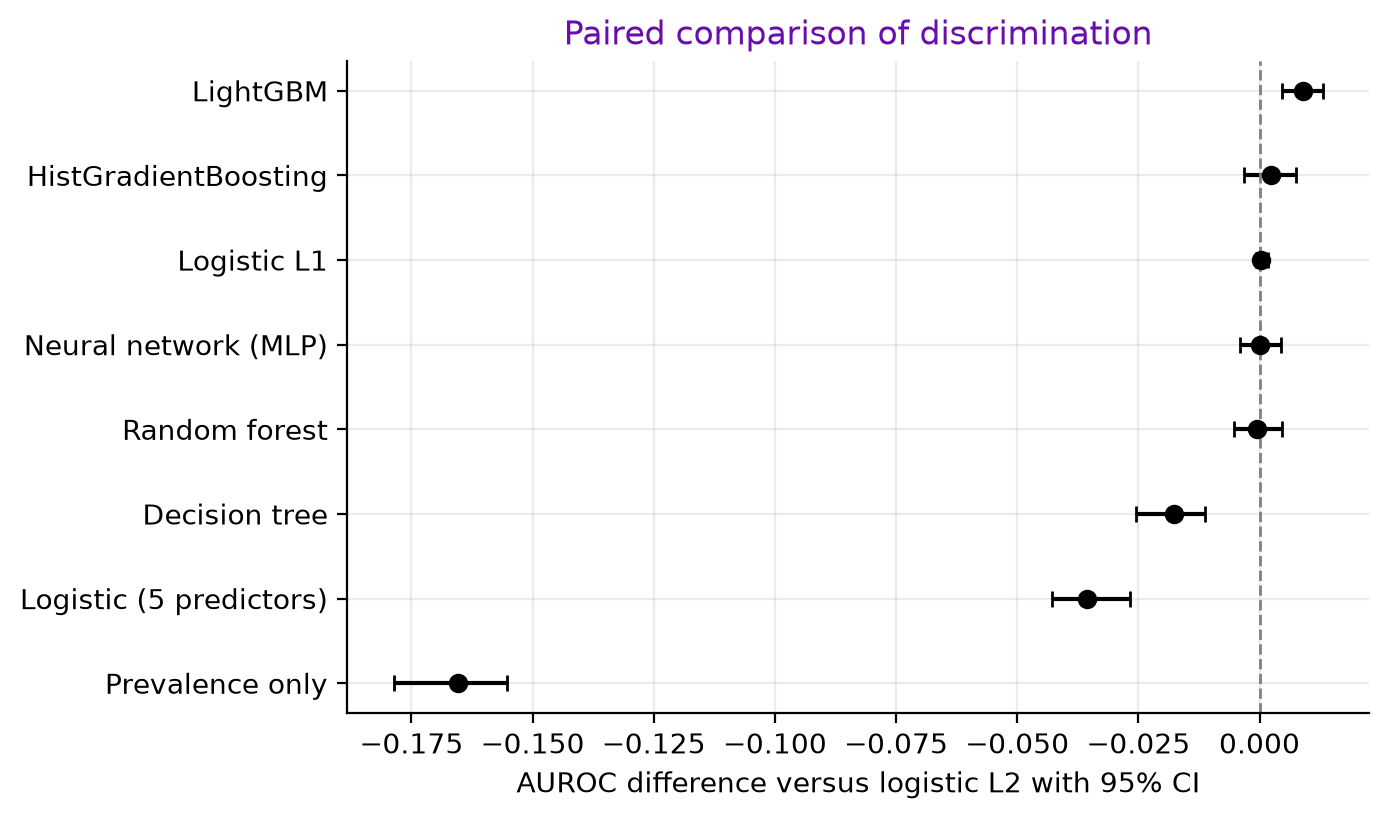 Paired comparison of discrimination
LightGBM
HistGradientBoosting
Logistic L1
Neural network (MLP)
Random forest
Decision tree
Logistic (5 predictors)
Prevalence only
−0.175 −0.150 −0.125 −0.100 −0.075 −0.050 −0.025 0.000
AUROC difference versus logistic L2 with 95% CI